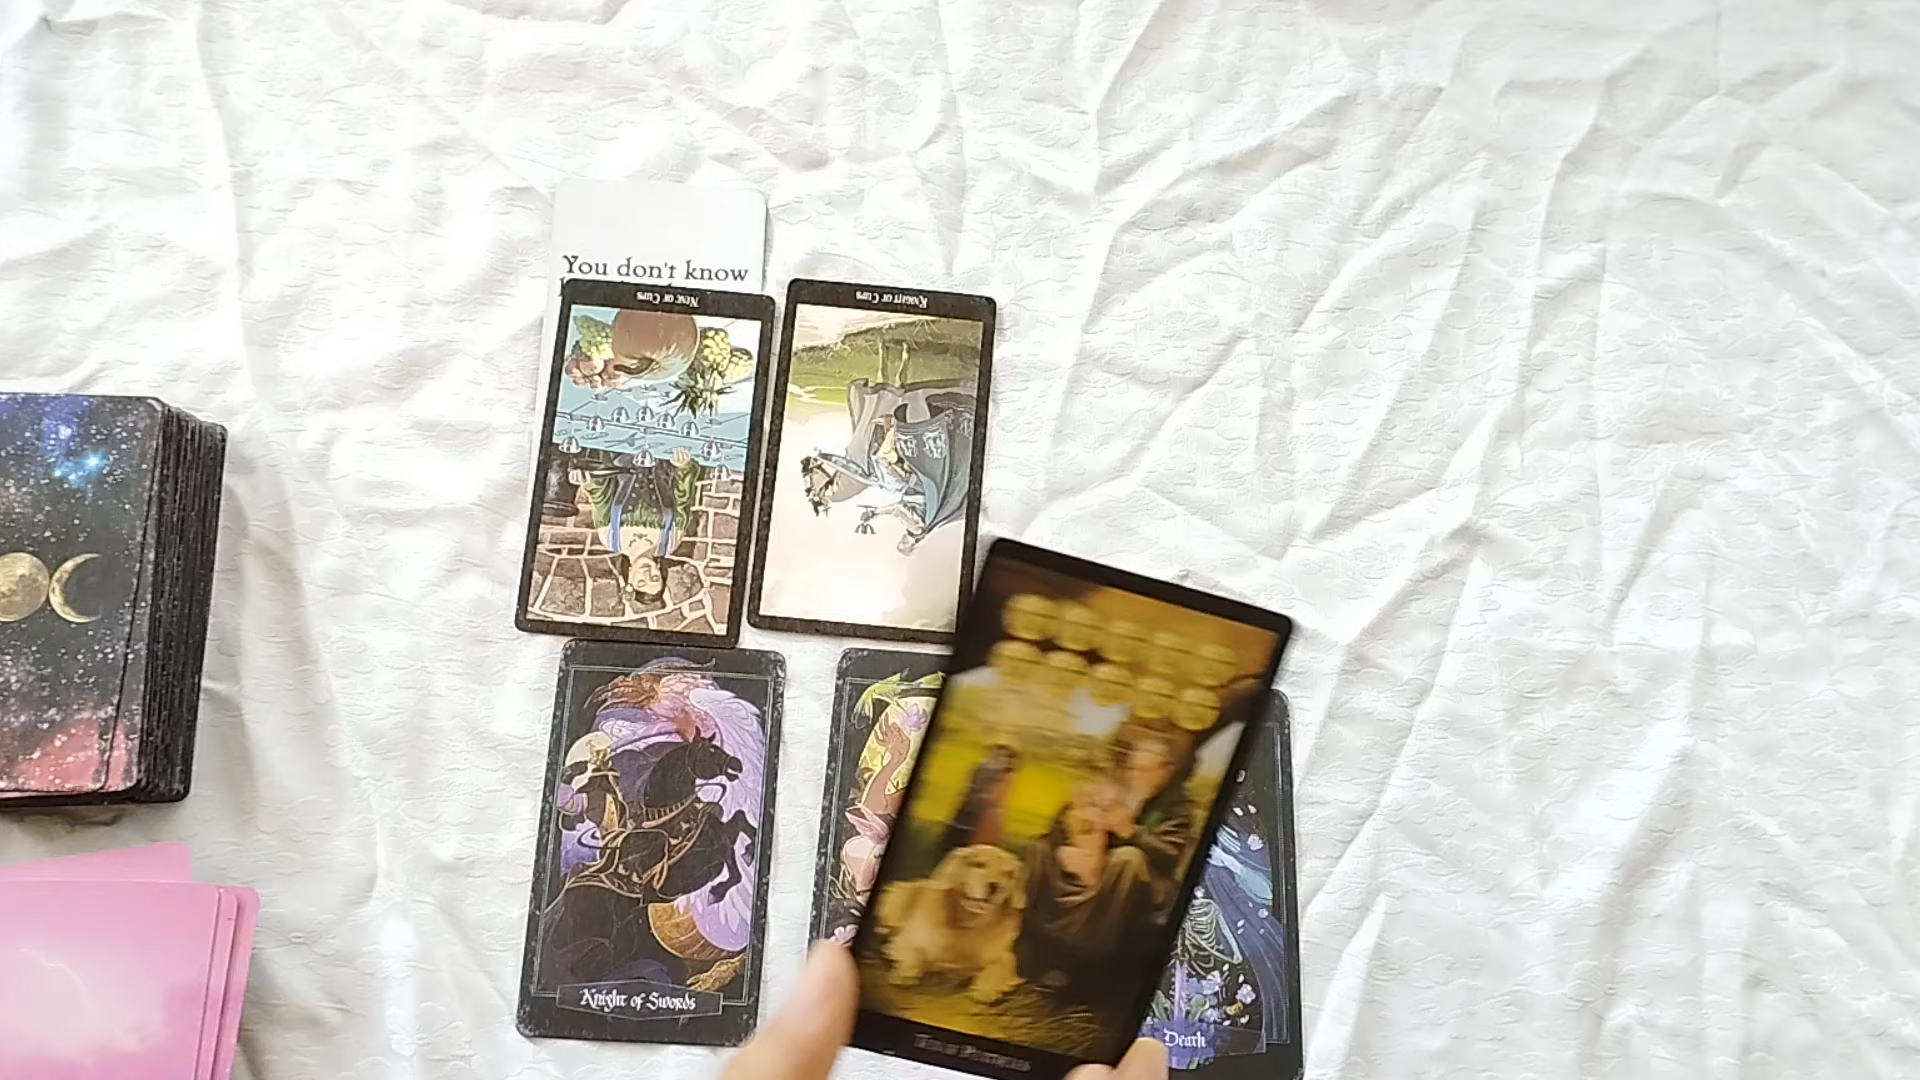 You don't know
Nine of Cups
Knight of Cups
Knight of Swords
Death